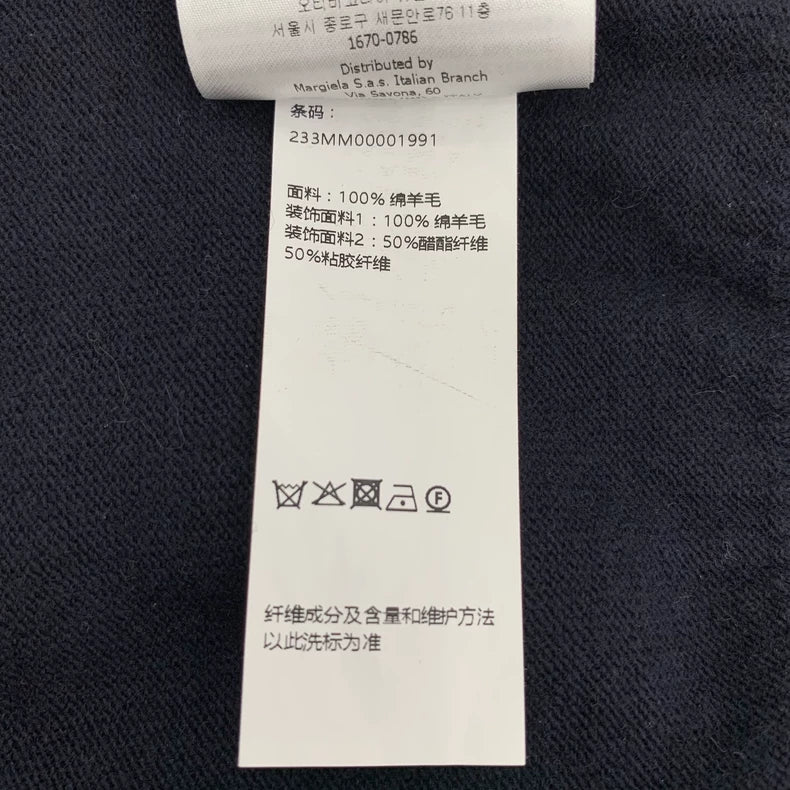 서울시 종로구 새문안로76 11층
1670-0786
Distributed by
Margiela S.a.s. Italian Branch
Via Savona, 60
条码：
233MM00001991
面料：100% 绵羊毛
装饰面料1：100% 绵羊毛
装饰面料2：50%醋酯纤维
50%粘胶纤维
F
纤维成分及含量和维护方法
以此洗标为准